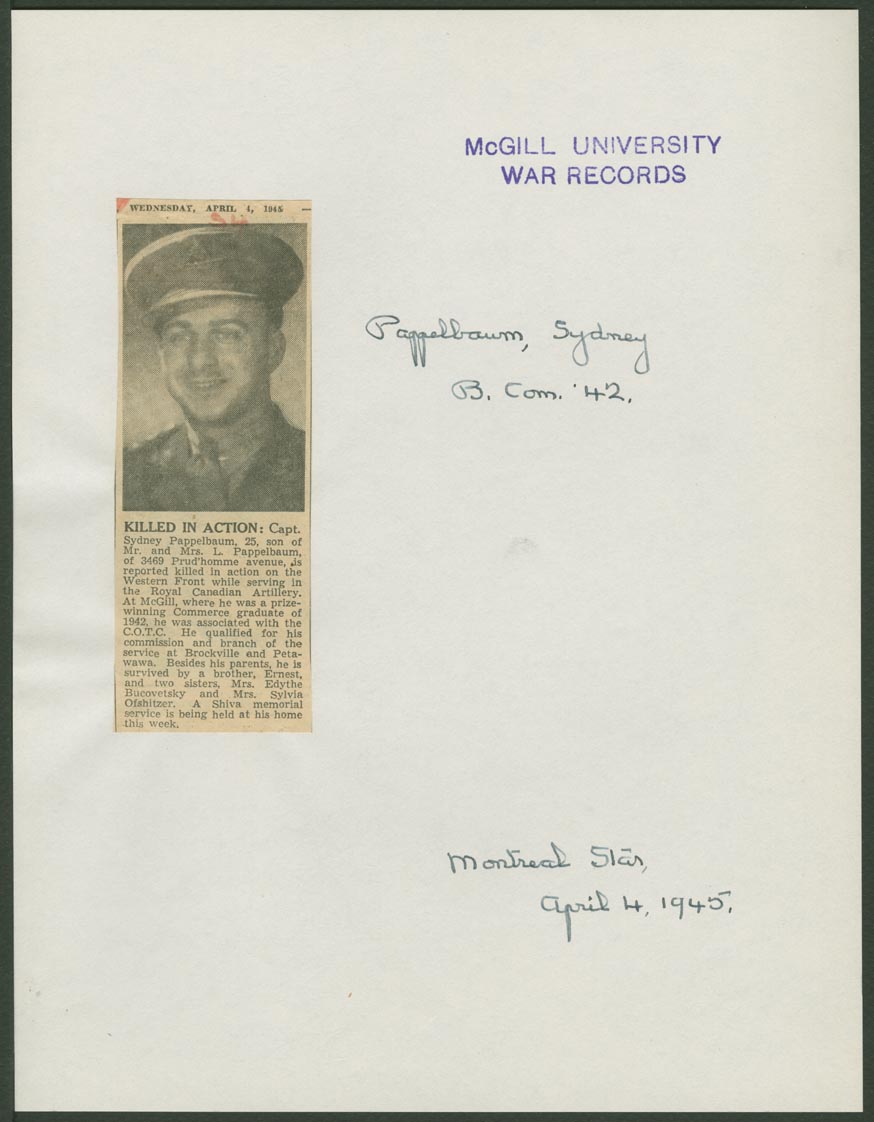 McGILL UNIVERSITY
WAR RECORDS
WEDNESDAY, APRIL 4, 1945
Pappelbaum, Sydney
B. Com. '42.
KILLED IN ACTION: Capt.
Sydney Pappelbaum, 25, son of
Mr. and Mrs. L. Pappelbaum,
of 3469 Prud'homme avenue, is
reported killed in action on the
Western Front while serving in
the Royal Canadian Artillery.
At McGill, where he was a prize-
winning Commerce graduate of
1942, he was associated with the
C.O.T.C. He qualified for his
commission and branch of the
service at Brockville and Peta-
wawa. Besides his parents, he is
survived by a brother, Ernest,
and two sisters, Mrs. Edythe
Bucovetsky and Mrs. Sylvia
Ofshitzer. A Shiva memorial
service is being held at his home
this week.
Montreal Star,
April 4, 1945.